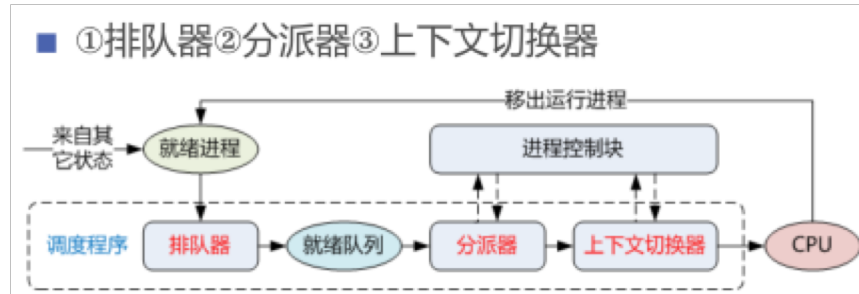 ■ ①排队器②分派器③上下文切换器
移出运行进程
来自其
它状态
就绪进程
进程控制块
调度程序
排队器
就绪队列
分派器
上下文切换器
CPU